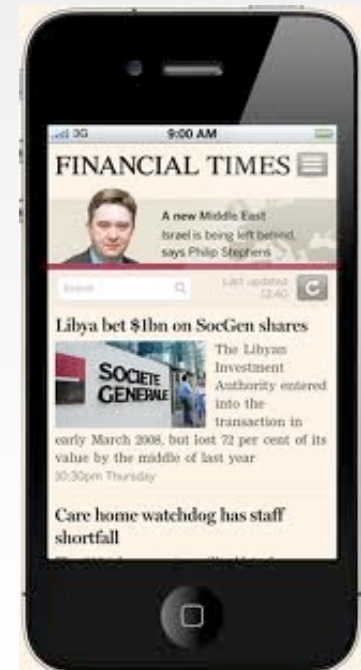 3G 9:00 AM
FINANCIAL TIMES
A new Middle East
Israel is being left behind,
says Philip Stephens
Search
Last updated
12:40
Libya bet $1bn on SocGen shares
SOCIETE
GENERALE
The Libyan
Investment
Authority entered
into the
transaction in
early March 2008, but lost 72 per cent of its
value by the middle of last year
10:30pm Thursday
Care home watchdog has staff
shortfall